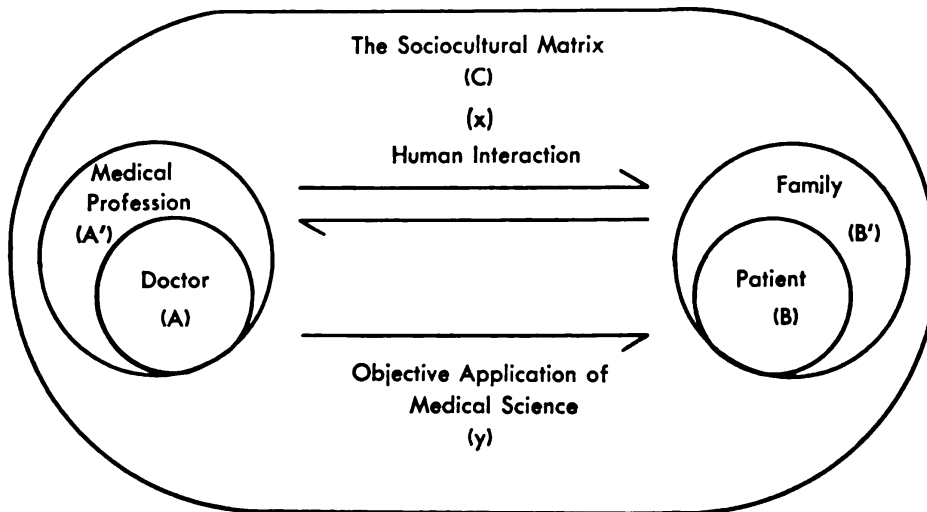 The Sociocultural Matrix
(C)
(x)
Human Interaction
Medical
Profession
(A')
Doctor
(A)
Family
(B')
Patient
(B)
Objective Application of
Medical Science
(y)